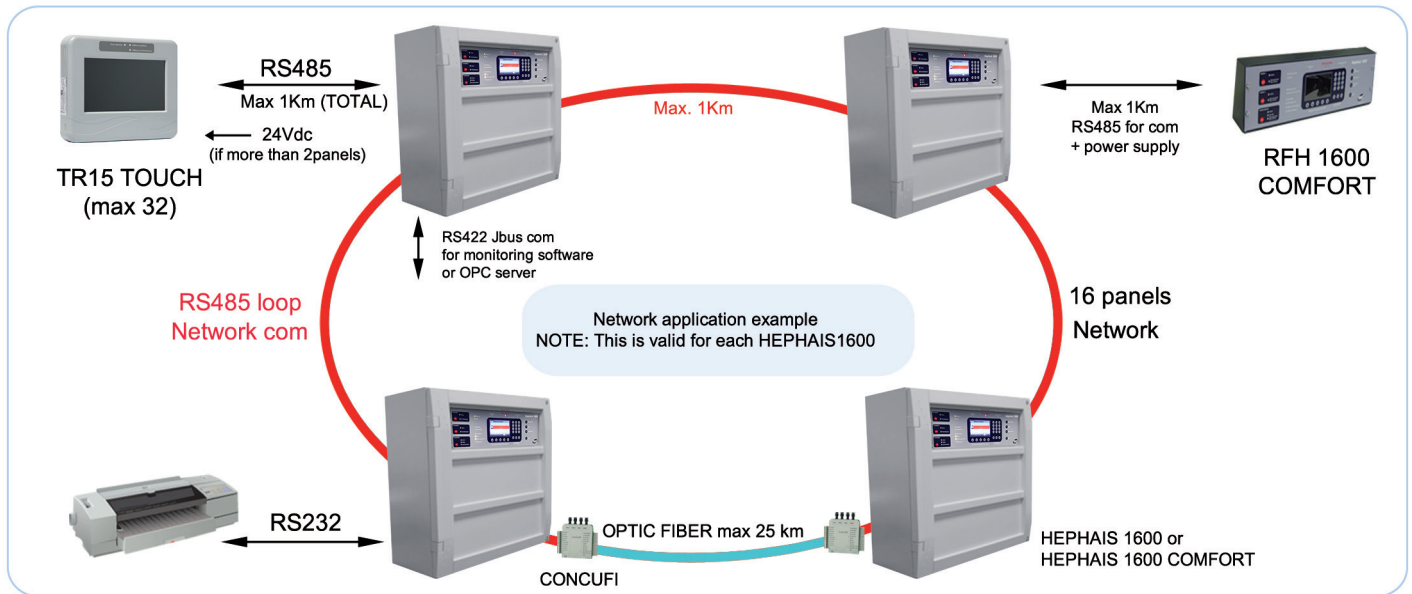 RS485
Max 1Km (TOTAL)
24Vdc
(if more than 2panels)
TR15 TOUCH
(max 32)
Max. 1Km
Max 1Km
RS485 for com
+ power supply
RFH 1600
COMFORT
RS422 Jbus com
for monitoring software
or OPC server
RS485 loop
Network com
Network application example
NOTE: This is valid for each HEPHAIS1600
16 panels
Network
RS232
OPTIC FIBER max 25 km
CONCUFI
HEPHAIS 1600 or
HEPHAIS 1600 COMFORT